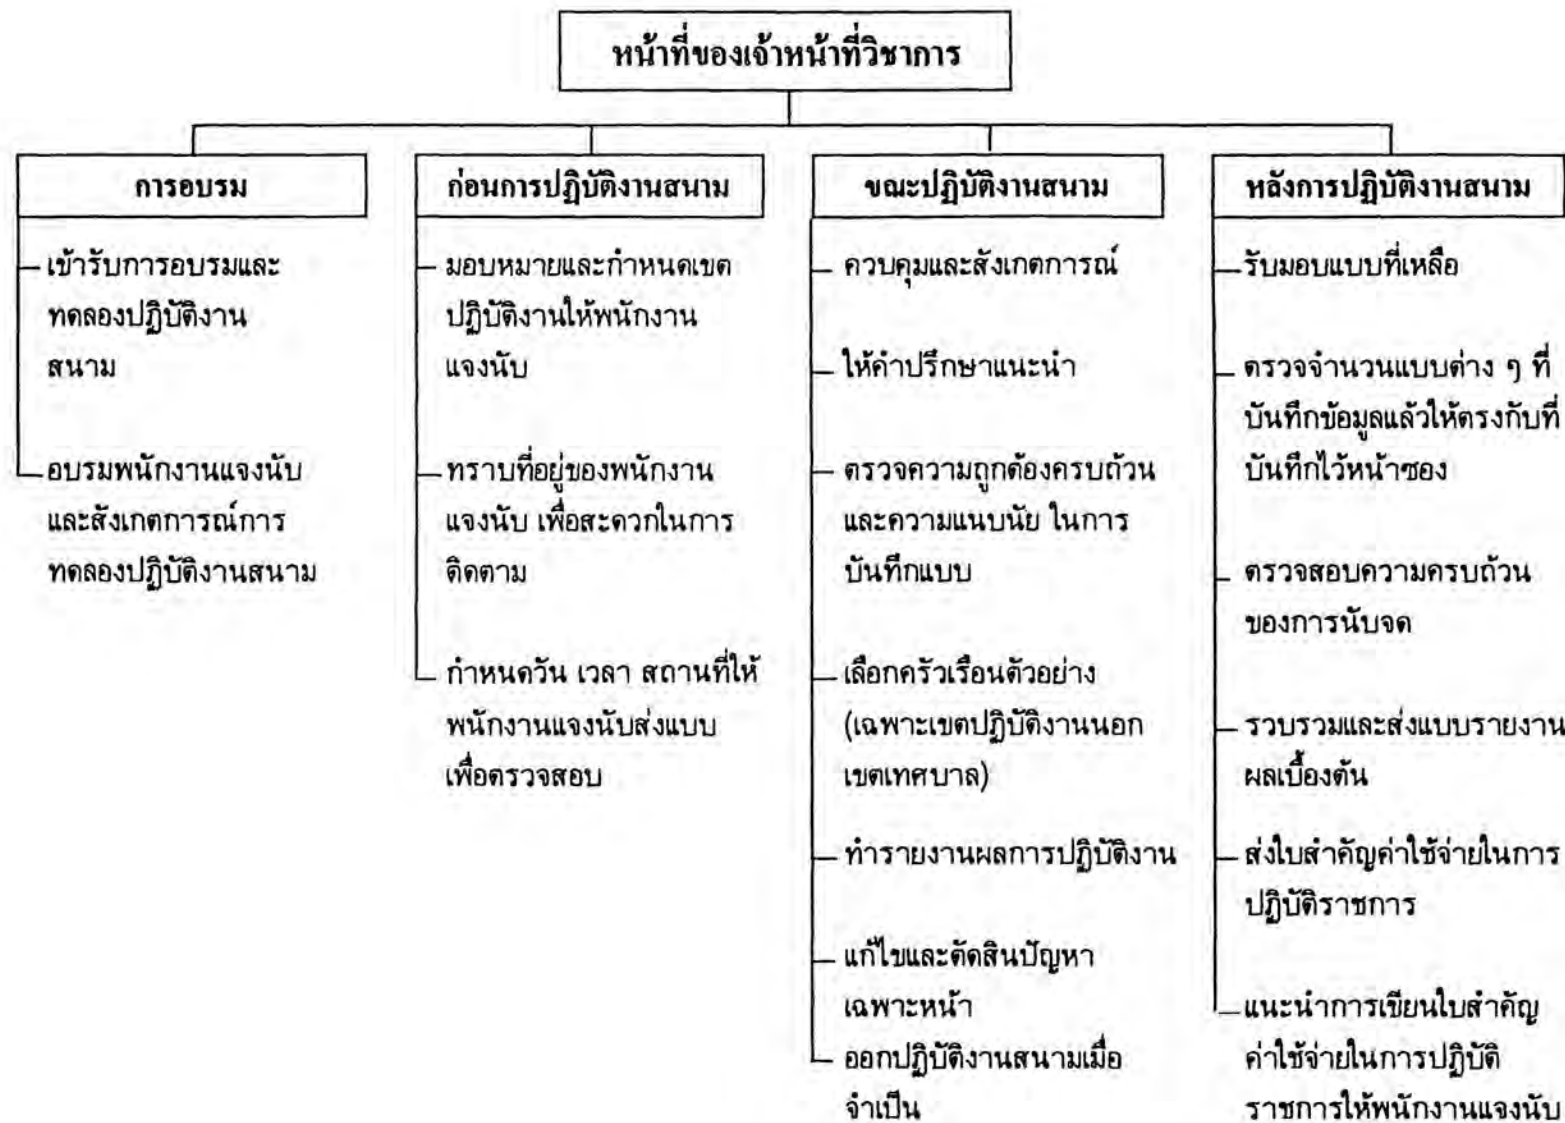 หน้าที่ของเจ้าหน้าที่วิชาการ
การอบรม
เข้ารับการอบรมและ
ทดลองปฏิบัติงาน
สนาม
อบรมพนักงานแจงนับ
และสังเกตการณ์การ
ทดลองปฏิบัติงานสนาม
ก่อนการปฏิบัติงานสนาม
มอบหมายและกำหนดเขต
ปฏิบัติงานให้พนักงาน
แจงนับ
ทราบที่อยู่ของพนักงาน
แจงนับ เพื่อสะดวกในการ
ติดตาม
กำหนดวัน เวลา สถานที่ให้
พนักงานแจงนับส่งแบบ
เพื่อตรวจสอบ
ขณะปฏิบัติงานสนาม
ควบคุมและสังเกตการณ์
ให้คำปรึกษาแนะนำ
ตรวจความถูกต้องครบถ้วน
และความแนบนัย ในการ
บันทึกแบบ
เลือกครัวเรือนตัวอย่าง
(เฉพาะเขตปฏิบัติงานนอก
เขตเทศบาล)
ทำรายงานผลการปฏิบัติงาน
แก้ไขและตัดสินปัญหา
เฉพาะหน้า
ออกปฏิบัติงานสนามเมื่อ
จำเป็น
หลังการปฏิบัติงานสนาม
รับมอบแบบที่เหลือ
ตรวจจำนวนแบบต่าง ๆ ที่
บันทึกข้อมูลแล้วให้ตรงกับที่
บันทึกไว้หน้าซอง
ตรวจสอบความครบถ้วน
ของการนับจด
รวบรวมและส่งแบบรายงาน
ผลเบื้องต้น
ส่งใบสำคัญค่าใช้จ่ายในการ
ปฏิบัติราชการ
แนะนำการเขียนใบสำคัญ
ค่าใช้จ่ายในการปฏิบัติ
ราชการให้พนักงานแจงนับ